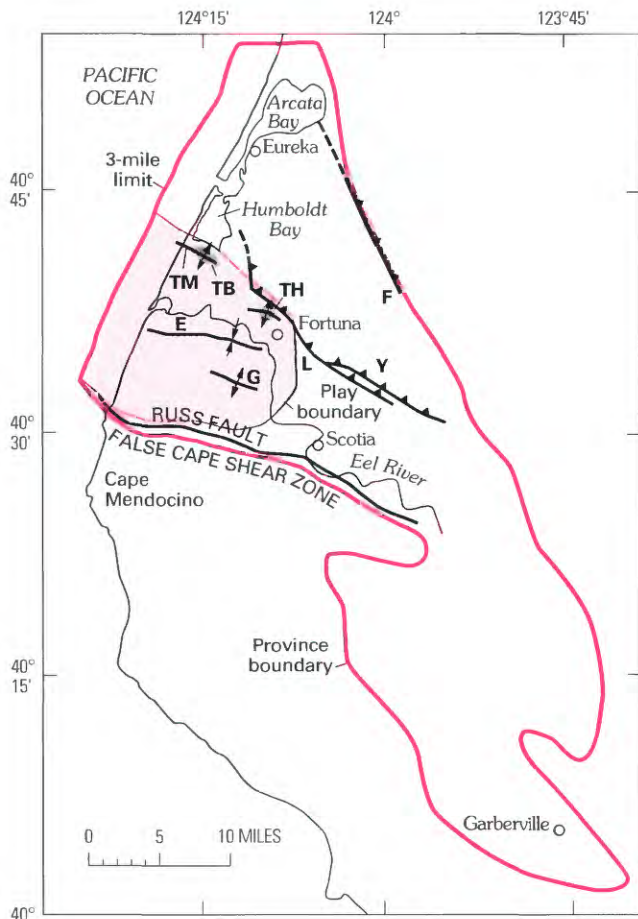 124°15'
124°
123°45'
PACIFIC
OCEAN
Arcata
Bay
Eureka
3-mile
limit
40°
45'
Humboldt
Bay
TM
TB
TH
F
Fortuna
E
L
Y
G
Play
boundary
40°
30'
RUSS FAULT
Scotia
FALSE CAPE SHEAR ZONE
Eel River
Cape
Mendocino
Province
boundary
40°
15'
Garberville
0 5 10 MILES
40°